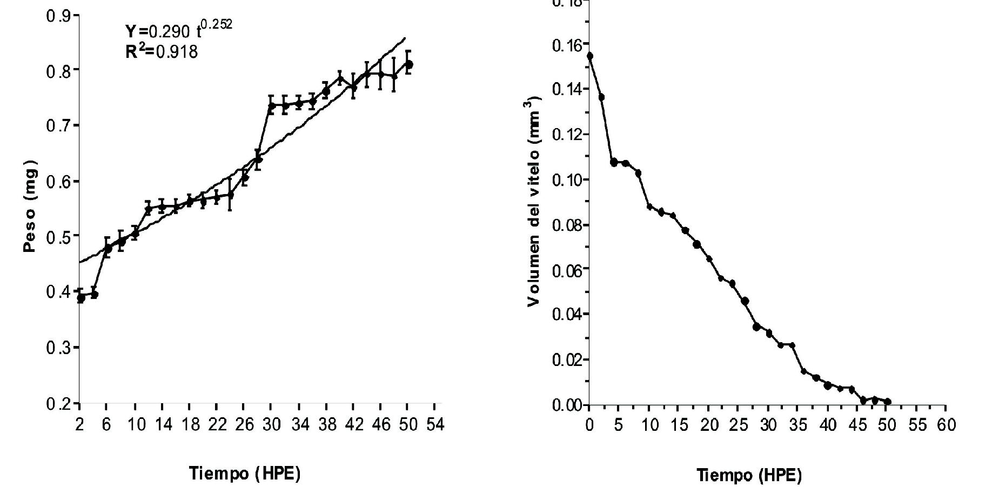 Y=0.290 t^0.252
R²=0.918
Peso (mg)
0.9
0.8
0.7
0.6
0.5
0.4
0.3
0.2
2 6 10 14 18 22 26 30 34 38 42 46 50 54
Tiempo (HPE)
Volumen del vitelo (mm³)
0.18
0.16
0.14
0.12
0.10
0.08
0.06
0.04
0.02
0.00
0 5 10 15 20 25 30 35 40 45 50 55 60
Tiempo (HPE)